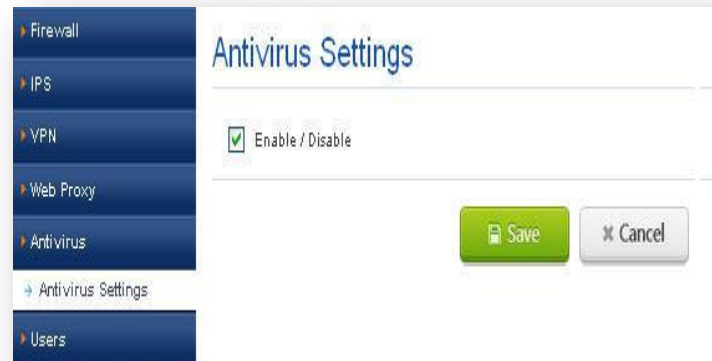 Firewall
IPS
VPN
Web Proxy
Antivirus
Antivirus Settings
Users
Antivirus Settings
Enable / Disable
Save
Cancel